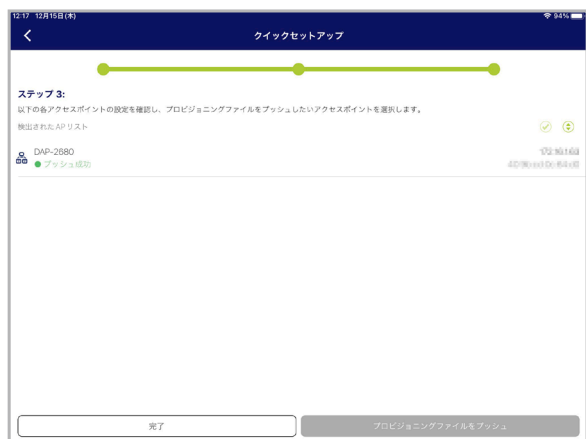 12:17 12月15日(木) 94%
クイックセットアップ
ステップ 3:
以下の各アクセスポイントの設定を確認し、プロビジョニングファイルをプッシュしたいアクセスポイントを選択します。
検出された AP リスト
DAP-2680
プッシュ成功
完了
プロビジョニングファイルをプッシュ